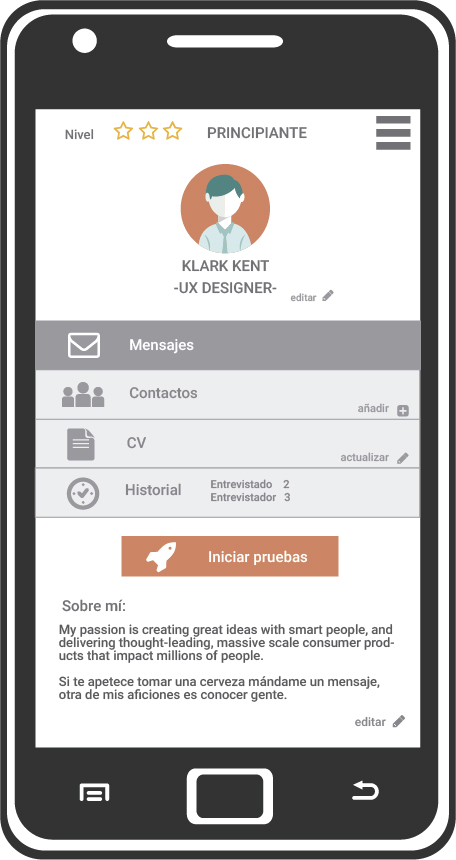 Nivel PRINCIPIANTE
KLARK KENT
-UX DESIGNER-
editar
Mensajes
Contactos
añadir
CV
actualizar
Historial
Entrevistado 2
Entrevistador 3
Iniciar pruebas
Sobre mí:
My passion is creating great ideas with smart people, and
delivering thought-leading, massive scale consumer prod-
ucts that impact millions of people.
Si te apetece tomar una cerveza mándame un mensaje,
otra de mis aficiones es conocer gente.
editar